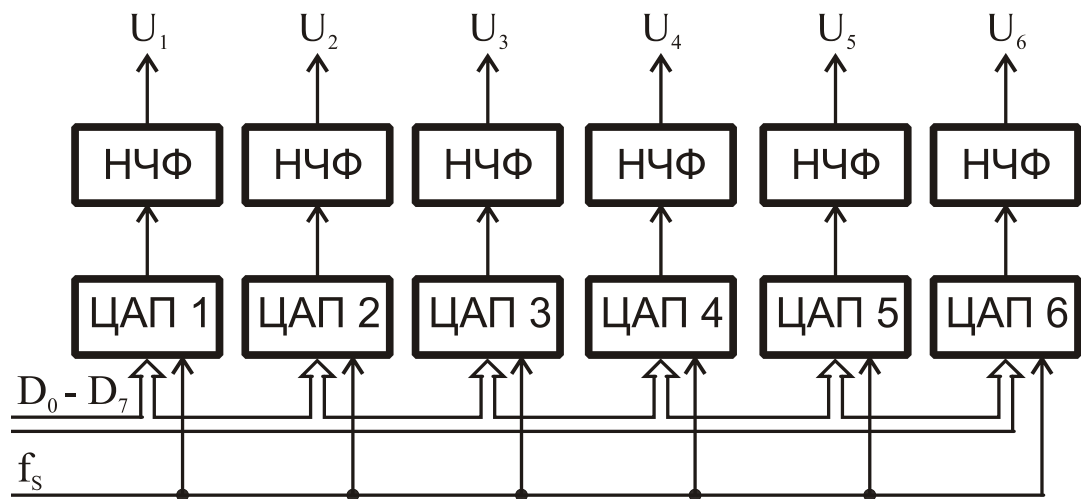 U₁ U₂ U₃ U₄ U₅ U₆
НЧФ НЧФ НЧФ НЧФ НЧФ НЧФ
ЦАП 1 ЦАП 2 ЦАП 3 ЦАП 4 ЦАП 5 ЦАП 6
D₀ - D₇
fₛ